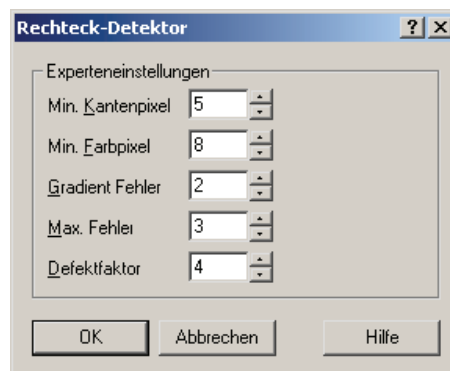 Rechteck-Detektor
Experteneinstellungen
Min. Kantenpixel 5
Min. Farbpixel 8
Gradient Fehler 2
Max. Fehler 3
Defektfaktor 4
OK Abbrechen Hilfe